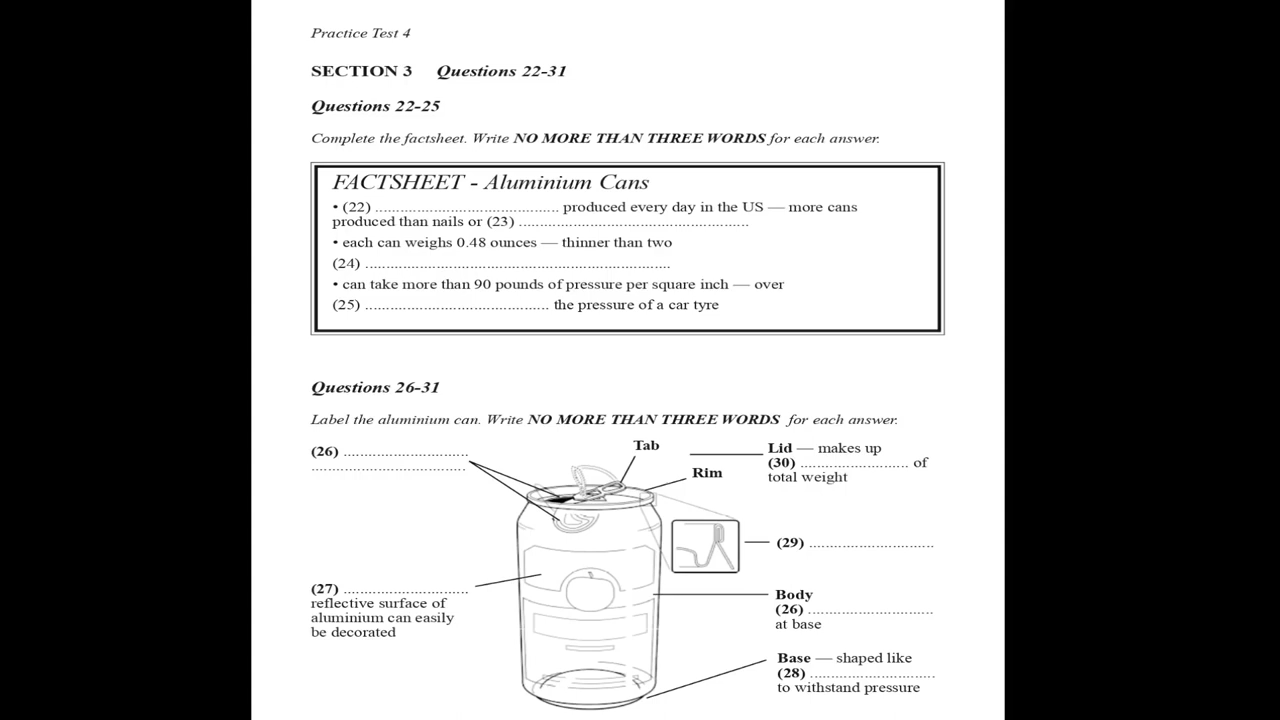 Practice Test 4
SECTION 3 Questions 22-31
Questions 22-25
Complete the factsheet. Write NO MORE THAN THREE WORDS for each answer.
FACTSHEET - Aluminium Cans
• (22) ............................................ produced every day in the US — more cans
produced than nails or (23) .......................................................
• each can weighs 0.48 ounces — thinner than two
(24) .........................................................................
• can take more than 90 pounds of pressure per square inch — over
(25) ............................................ the pressure of a car tyre
Questions 26-31
Label the aluminium can. Write NO MORE THAN THREE WORDS for each answer.
(26) ..............................
.....................................
Tab
Rim
Lid — makes up
(30) .......................... of
total weight
(29) ..............................
(27) ..............................
reflective surface of
aluminium can easily
be decorated
Body
(26) ..............................
at base
Base — shaped like
(28) ..............................
to withstand pressure